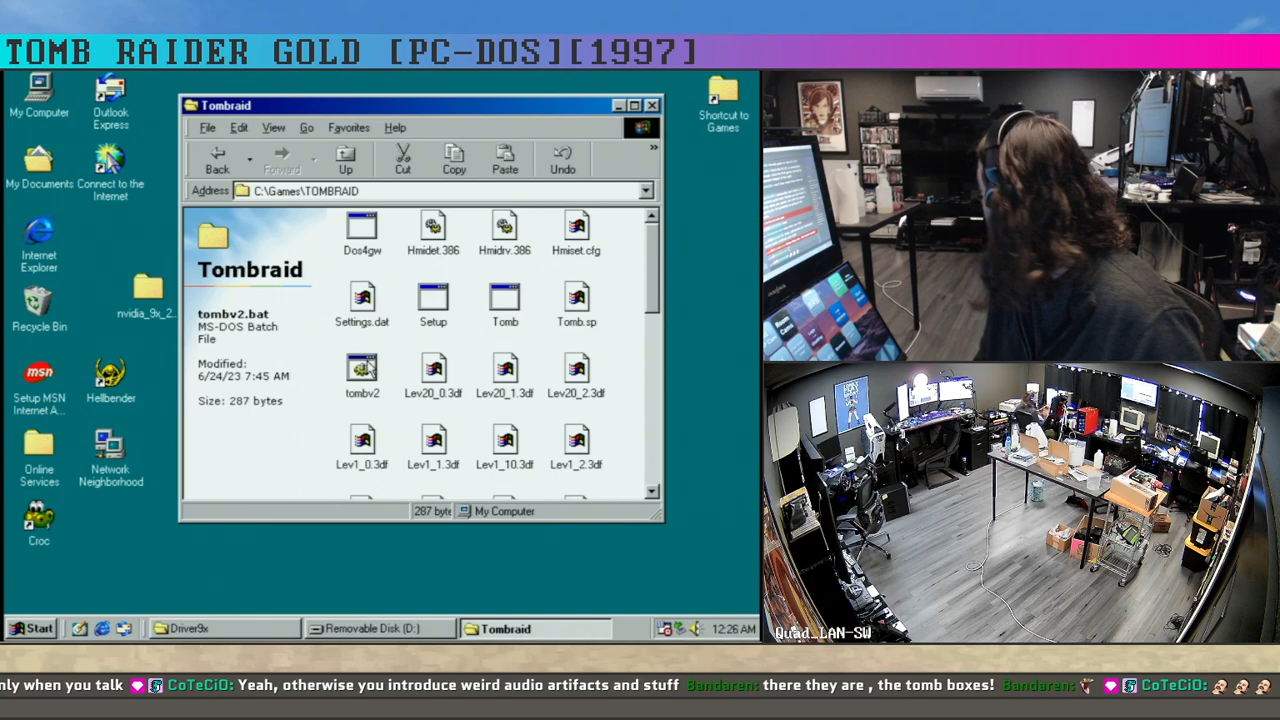 TOMB RAIDER GOLD [PC-DOS][1997]
My Computer
Outlook
Express
My Documents
Connect to the
Internet
Internet
Explorer
nvidia_9x_2...
Recycle Bin
Setup MSN
Internet A...
Hellbender
Online
Services
Network
Neighborhood
Croc
Shortcut to
Games
Tombraid
File Edit View Go Favorites Help
Back Forward Up Cut Copy Paste Undo
Address C:\Games\TOMBRAID
Tombraid
tombv2.bat
MS-DOS Batch
File
Modified:
6/24/23 7:45 AM
Size: 287 bytes
Dos4gw Hmidet.386 Hmidrv.386 Hmiset.cfg
Settings.dat Setup Tomb Tomb.sp
tombv2 Lev20_0.3df Lev20_1.3df Lev20_2.3df
Lev1_0.3df Lev1_1.3df Lev1_10.3df Lev1_2.3df
287 byte My Computer
Start Driver9x Removable Disk (D:) Tombraid 12:26 AM
Quad_LAN-SW
nly when you talk CoTeCiO: Yeah, otherwise you introduce weird audio artifacts and stuff Bandaren: there they are , the tomb boxes! Bandaren: CoTeCiO: